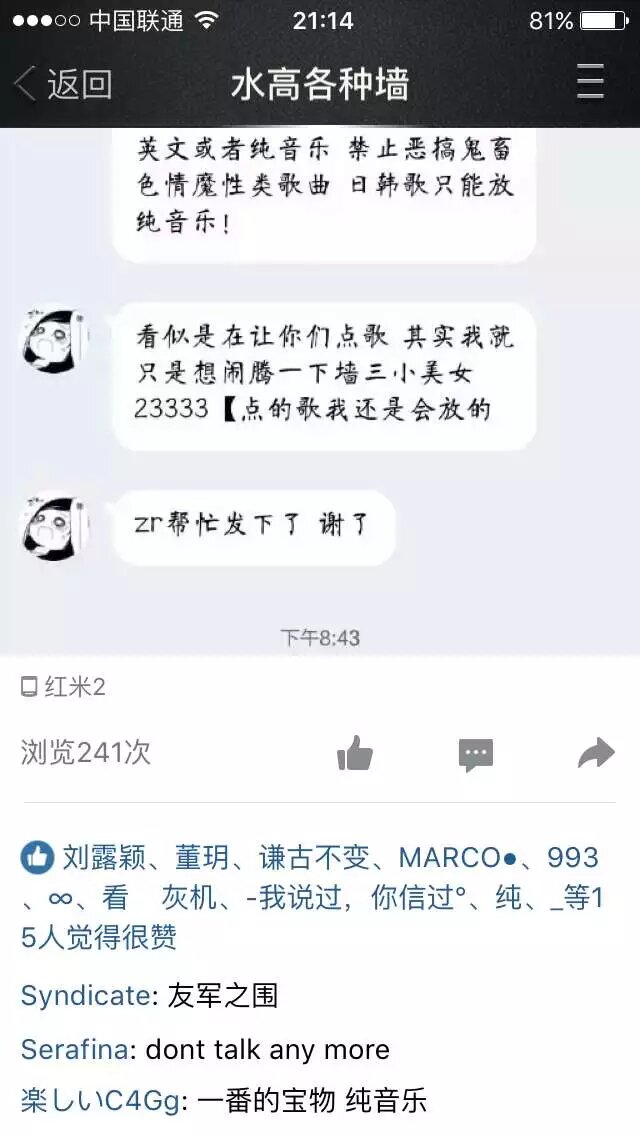 中国联通 21:14 81%
返回 水高各种墙
英文或者纯音乐 禁止恶搞鬼畜
色情魔性类歌曲 日韩歌只能放
纯音乐！
看似是在让你们点歌 其实我就
只是想闹腾一下墙三小美女
23333【点的歌我还是会放的
zr帮忙发下了 谢了
下午8:43
红米2
浏览241次
刘露颖、董玥、谦古不变、MARCO●、993
、∞、看 灰机、-我说过，你信过°、纯、_等1
5人觉得很赞
Syndicate: 友军之围
Serafina: dont talk any more
楽しいC4Gg: 一番的宝物 纯音乐